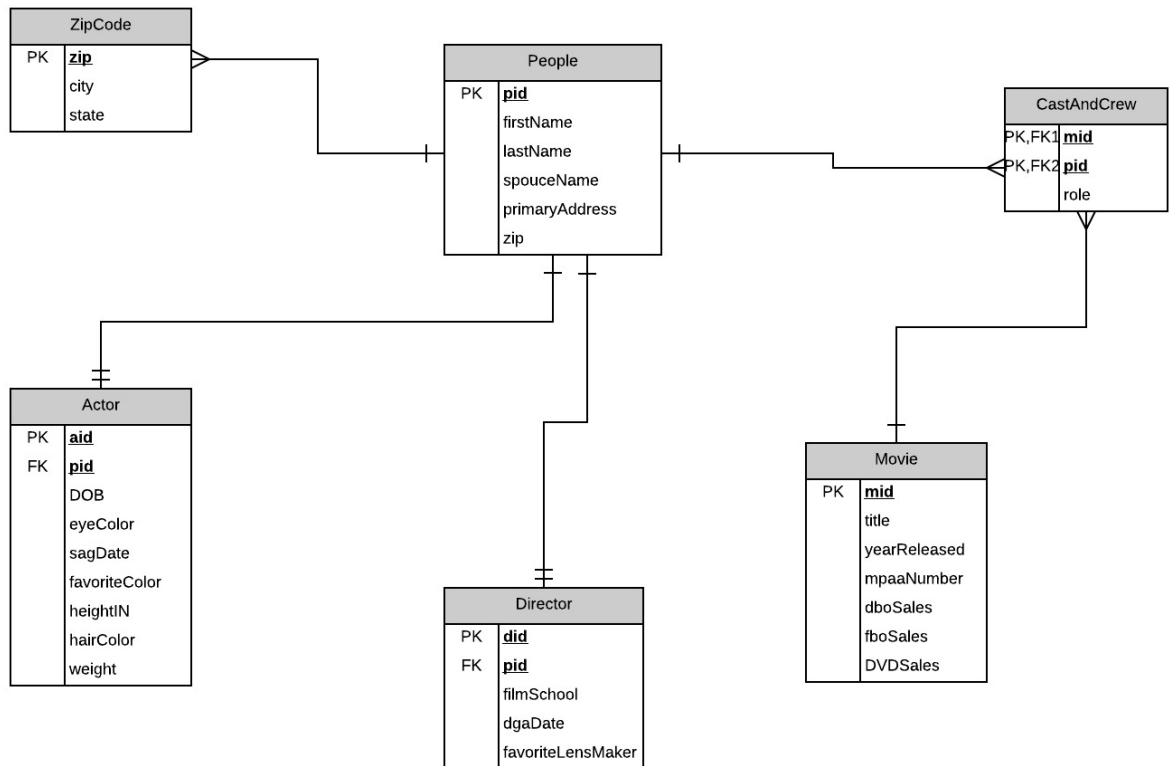 ZipCode
PK zip
city
state
People
PK pid
firstName
lastName
spouceName
primaryAddress
zip
CastAndCrew
PK,FK1 mid
PK,FK2 pid
role
Actor
PK aid
FK pid
DOB
eyeColor
sagDate
favoriteColor
heightIN
hairColor
weight
Director
PK did
FK pid
filmSchool
dgaDate
favoriteLensMaker
Movie
PK mid
title
yearReleased
mpaaNumber
dboSales
fboSales
DVDSales